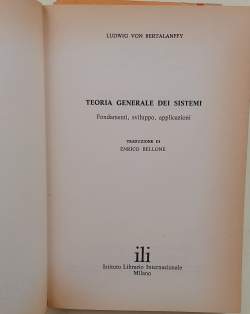 LUDWIG VON BERTALANFFY
TEORIA GENERALE DEI SISTEMI
Fondamenti, sviluppo, applicazioni
TRADUZIONE DI
ENRICO BELLONE
ili
Istituto Librario Internazionale
Milano